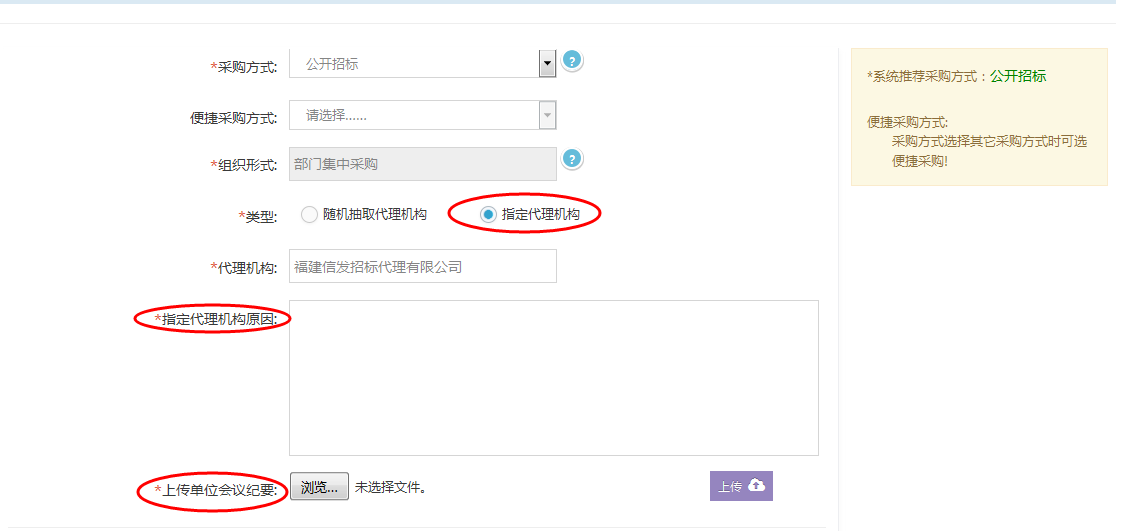 *采购方式: 公开招标 ?
便捷采购方式: 请选择......
*组织形式: 部门集中采购 ?
*类型: 随机抽取代理机构 指定代理机构
*代理机构: 福建信发招标代理有限公司
*指定代理机构原因:
*上传单位会议纪要: 浏览... 未选择文件。 上传
*系统推荐采购方式：公开招标
便捷采购方式:
采购方式选择其它采购方式时可选
便捷采购!